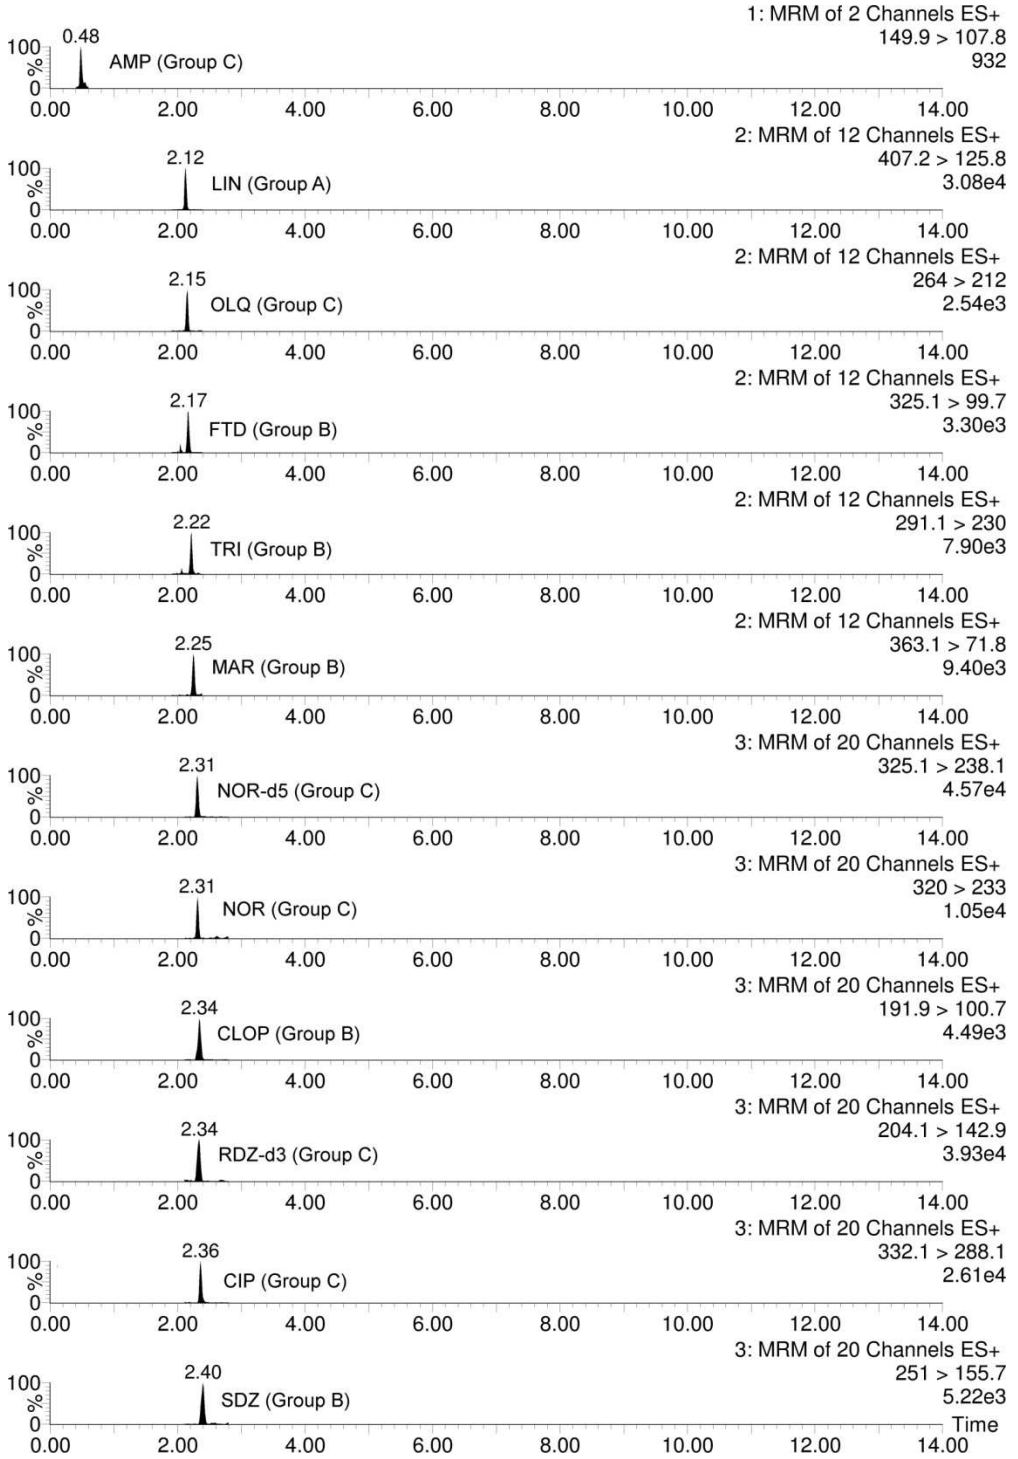 1: MRM of 2 Channels ES+
0.48
149.9 > 107.8
100
AMP (Group C)
932
%
0
0.00 2.00 4.00 6.00 8.00 10.00 12.00 14.00
2: MRM of 12 Channels ES+
2.12
407.2 > 125.8
100
LIN (Group A)
3.08e4
%
0
0.00 2.00 4.00 6.00 8.00 10.00 12.00 14.00
2: MRM of 12 Channels ES+
2.15
264 > 212
100
OLQ (Group C)
2.54e3
%
0
0.00 2.00 4.00 6.00 8.00 10.00 12.00 14.00
2: MRM of 12 Channels ES+
2.17
325.1 > 99.7
100
FTD (Group B)
3.30e3
%
0
0.00 2.00 4.00 6.00 8.00 10.00 12.00 14.00
2: MRM of 12 Channels ES+
2.22
291.1 > 230
100
TRI (Group B)
7.90e3
%
0
0.00 2.00 4.00 6.00 8.00 10.00 12.00 14.00
2: MRM of 12 Channels ES+
2.25
363.1 > 71.8
100
MAR (Group B)
9.40e3
%
0
0.00 2.00 4.00 6.00 8.00 10.00 12.00 14.00
3: MRM of 20 Channels ES+
2.31
325.1 > 238.1
100
NOR-d5 (Group C)
4.57e4
%
0
0.00 2.00 4.00 6.00 8.00 10.00 12.00 14.00
3: MRM of 20 Channels ES+
2.31
320 > 233
100
NOR (Group C)
1.05e4
%
0
0.00 2.00 4.00 6.00 8.00 10.00 12.00 14.00
3: MRM of 20 Channels ES+
2.34
191.9 > 100.7
100
CLOP (Group B)
4.49e3
%
0
0.00 2.00 4.00 6.00 8.00 10.00 12.00 14.00
3: MRM of 20 Channels ES+
2.34
204.1 > 142.9
100
RDZ-d3 (Group C)
3.93e4
%
0
0.00 2.00 4.00 6.00 8.00 10.00 12.00 14.00
3: MRM of 20 Channels ES+
2.36
332.1 > 288.1
100
CIP (Group C)
2.61e4
%
0
0.00 2.00 4.00 6.00 8.00 10.00 12.00 14.00
3: MRM of 20 Channels ES+
2.40
251 > 155.7
100
SDZ (Group B)
5.22e3
%
0
Time
0.00 2.00 4.00 6.00 8.00 10.00 12.00 14.00